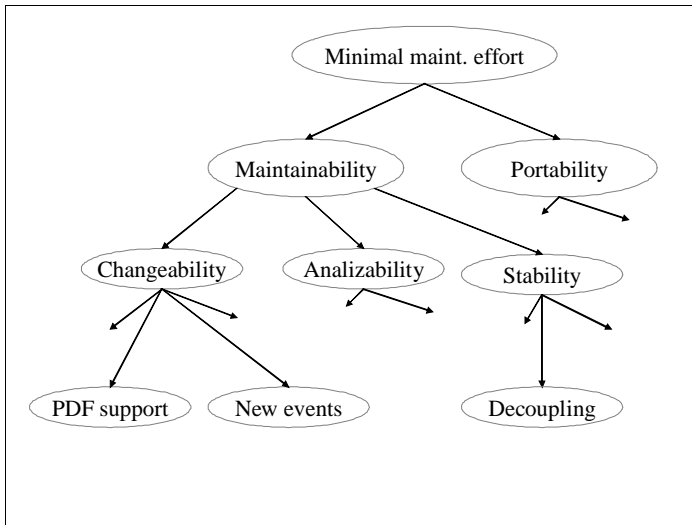 Minimal maint. effort
Maintainability
Portability
Changeability
Analizability
Stability
PDF support
New events
Decoupling